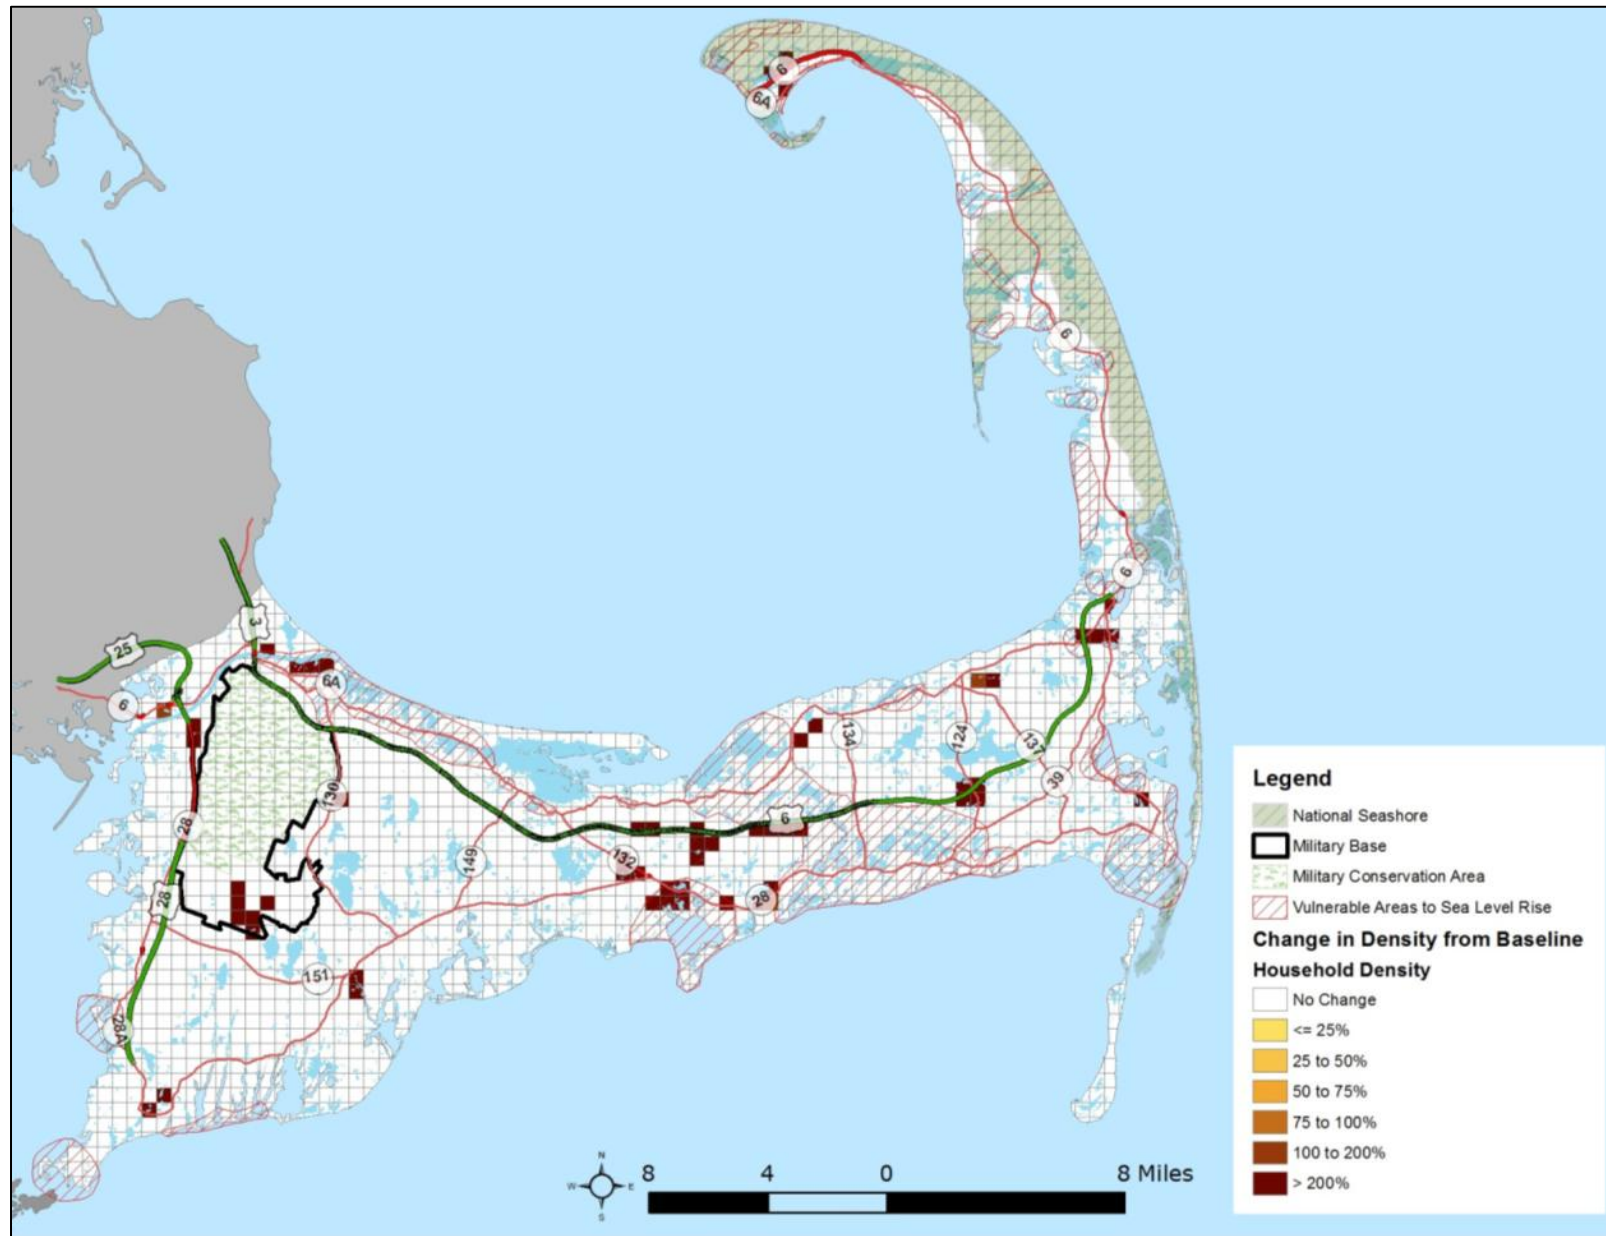 6
6A
6
6
3
25
6A
6
134
124
137
39
130
28
6
149
132
28
28
151
28A
N
W
E
S
8
4
0
8 Miles
Legend
National Seashore
Military Base
Military Conservation Area
Vulnerable Areas to Sea Level Rise
Change in Density from Baseline
Household Density
No Change
<= 25%
25 to 50%
50 to 75%
75 to 100%
100 to 200%
> 200%